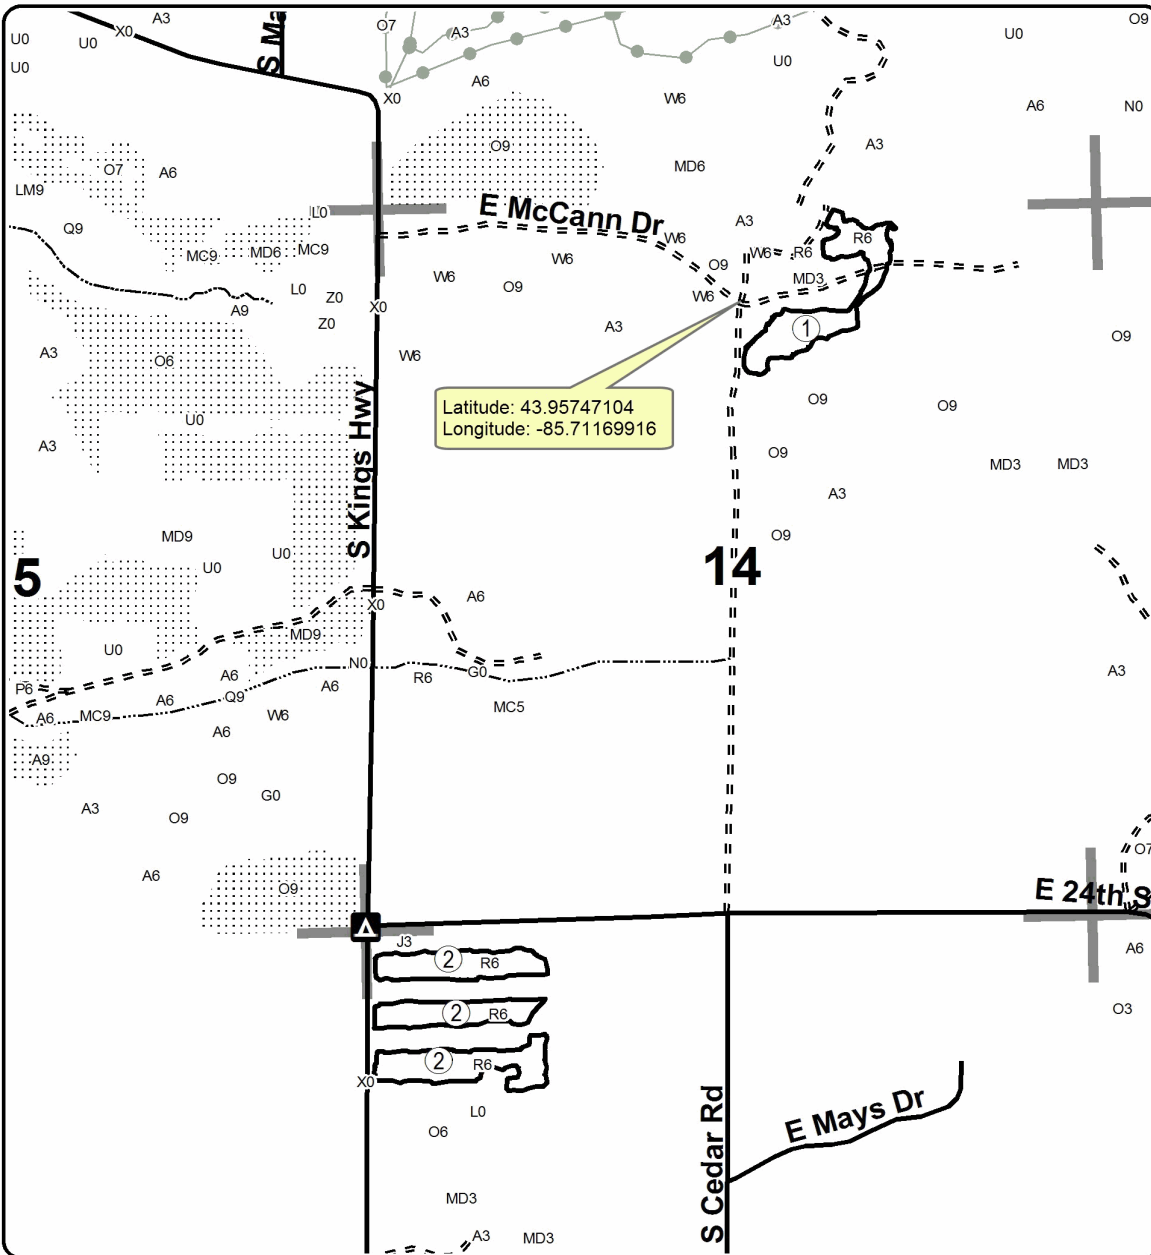 A3
O7
A3
A3
O9
U0
U0
X0
U0
U0
U0
S Ma
A6
X0
W6
A6
N0
O9
A3
O7
A6
MD6
LM9
L0
E McCann Dr
A3
Q9
W6
R6
MC9
MD6
MC9
W6
R6
W6
O9
W6
MD3
L0
Z0
O9
W6
A9
X0
Z0
A3
1
O9
A3
O6
W6
Latitude: 43.95747104
Longitude: -85.71169916
O9
O9
U0
A3
S Kings Hwy
O9
MD3
MD3
A3
MD9
O9
U0
U0
5
14
A6
X0
MD9
U0
N0
A6
R6
G0
A3
P6
A6
A6
Q9
A6
MC9
W6
MC5
A6
A9
O9
G0
A3
O9
O7
A6
O9
E 24th S
J3
A6
2
R6
2
R6
O3
2
R6
X0
L0
E Mays Dr
O6
S Cedar Rd
MD3
A3
MD3